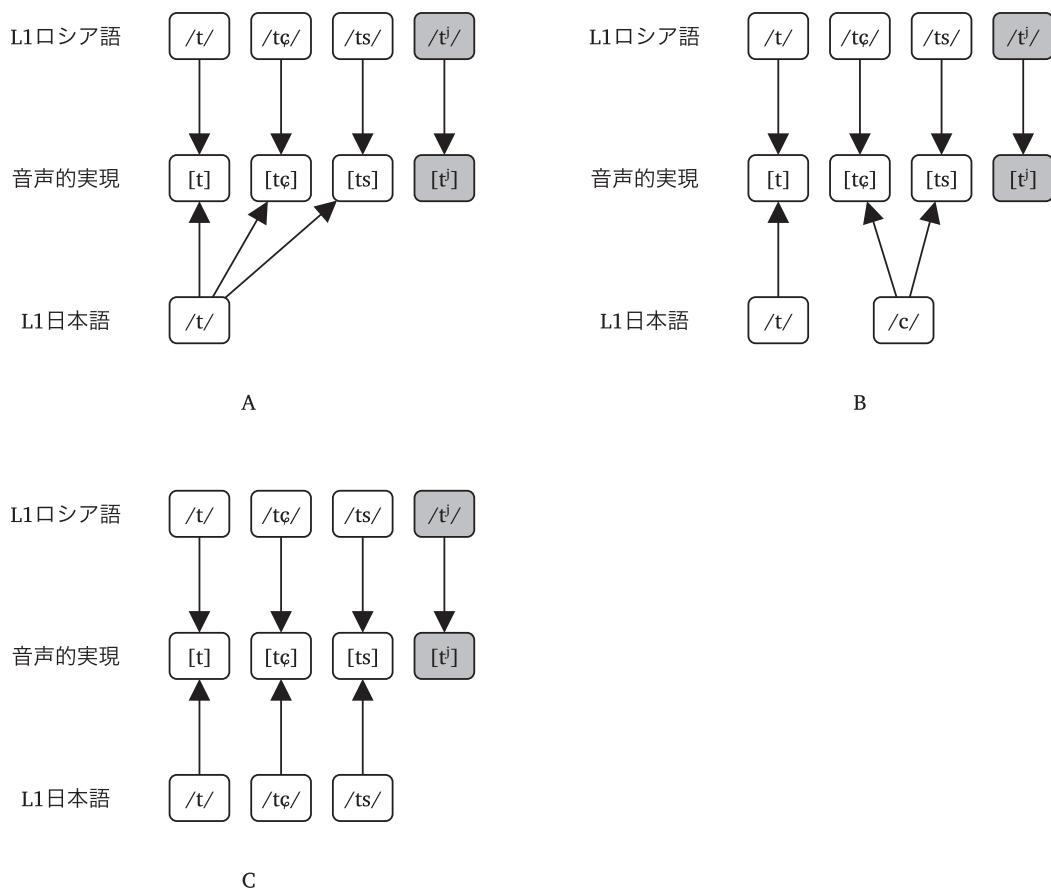 L1ロシア語 /t/ /tɕ/ /ts/ /tʲ/
音声的実現 [t] [tɕ] [ts] [tʲ]
L1日本語 /t/
A
L1ロシア語 /t/ /tɕ/ /ts/ /tʲ/
音声的実現 [t] [tɕ] [ts] [tʲ]
L1日本語 /t/ /c/
B
L1ロシア語 /t/ /tɕ/ /ts/ /tʲ/
音声的実現 [t] [tɕ] [ts] [tʲ]
L1日本語 /t/ /tɕ/ /ts/
C